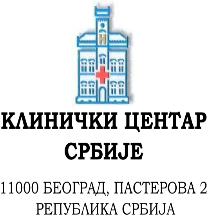 КЛИНИЧКИ ЦЕНТАР
СРБИЈЕ
11000 БЕОГРАД, ПАСТЕРОВА 2
РЕПУБЛИКА СРБИЈА